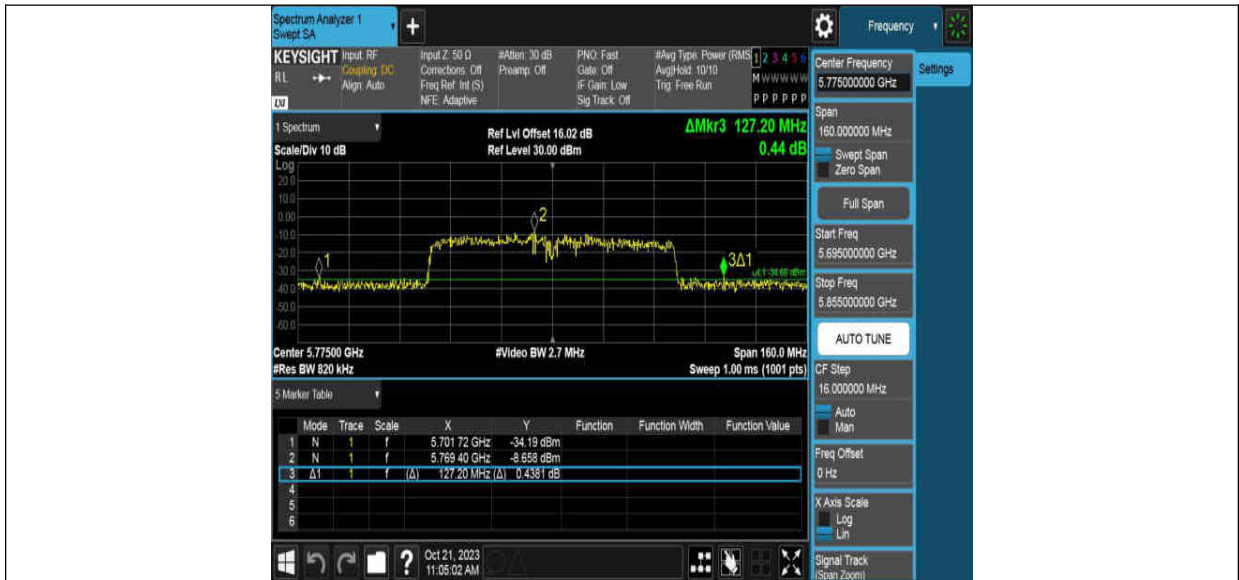 Spectrum Analyzer 1
Swept SA
Frequency
KEYSIGHT
RL
LXI
Input: RF
Coupling: DC
Align: Auto
Input Z: 50 Ω
Corrections: Off
Freq Ref: Int (S)
NFE: Adaptive
#Atten: 30 dB
Preamp: Off
PNO: Fast
Gate: Off
IF Gain: Low
Sig Track: Off
#Avg Type: Power (RMS
Avg|Hold: 10/10
Trig: Free Run
1 2 3 4 5 6
M W W W W W
P P P P P P
Center Frequency
5.775000000 GHz
Settings
1 Spectrum
Scale/Div 10 dB
Ref Lvl Offset 16.02 dB
Ref Level 30.00 dBm
ΔMkr3 127.20 MHz
0.44 dB
Log
20.0
10.0
0.00
-10.0
-20.0
-30.0
-40.0
-50.0
-60.0
1
2
3Δ1
-34.66 dBm
Center 5.77500 GHz
#Res BW 820 kHz
#Video BW 2.7 MHz
Span 160.0 MHz
Sweep 1.00 ms (1001 pts)
Span
160.000000 MHz
Swept Span
Zero Span
Full Span
Start Freq
5.695000000 GHz
Stop Freq
5.855000000 GHz
AUTO TUNE
CF Step
16.000000 MHz
Auto
Man
Freq Offset
0 Hz
X Axis Scale
Log
Lin
Signal Track
(Span Zoom)
5 Marker Table
Mode Trace Scale X Y Function Function Width Function Value
1 N 1 f 5.701 72 GHz -34.19 dBm
2 N 1 f 5.769 40 GHz -8.658 dBm
3 Δ1 1 f (Δ) 127.20 MHz (Δ) 0.4381 dB
4
5
6
?
Oct 21, 2023
11:05:02 AM